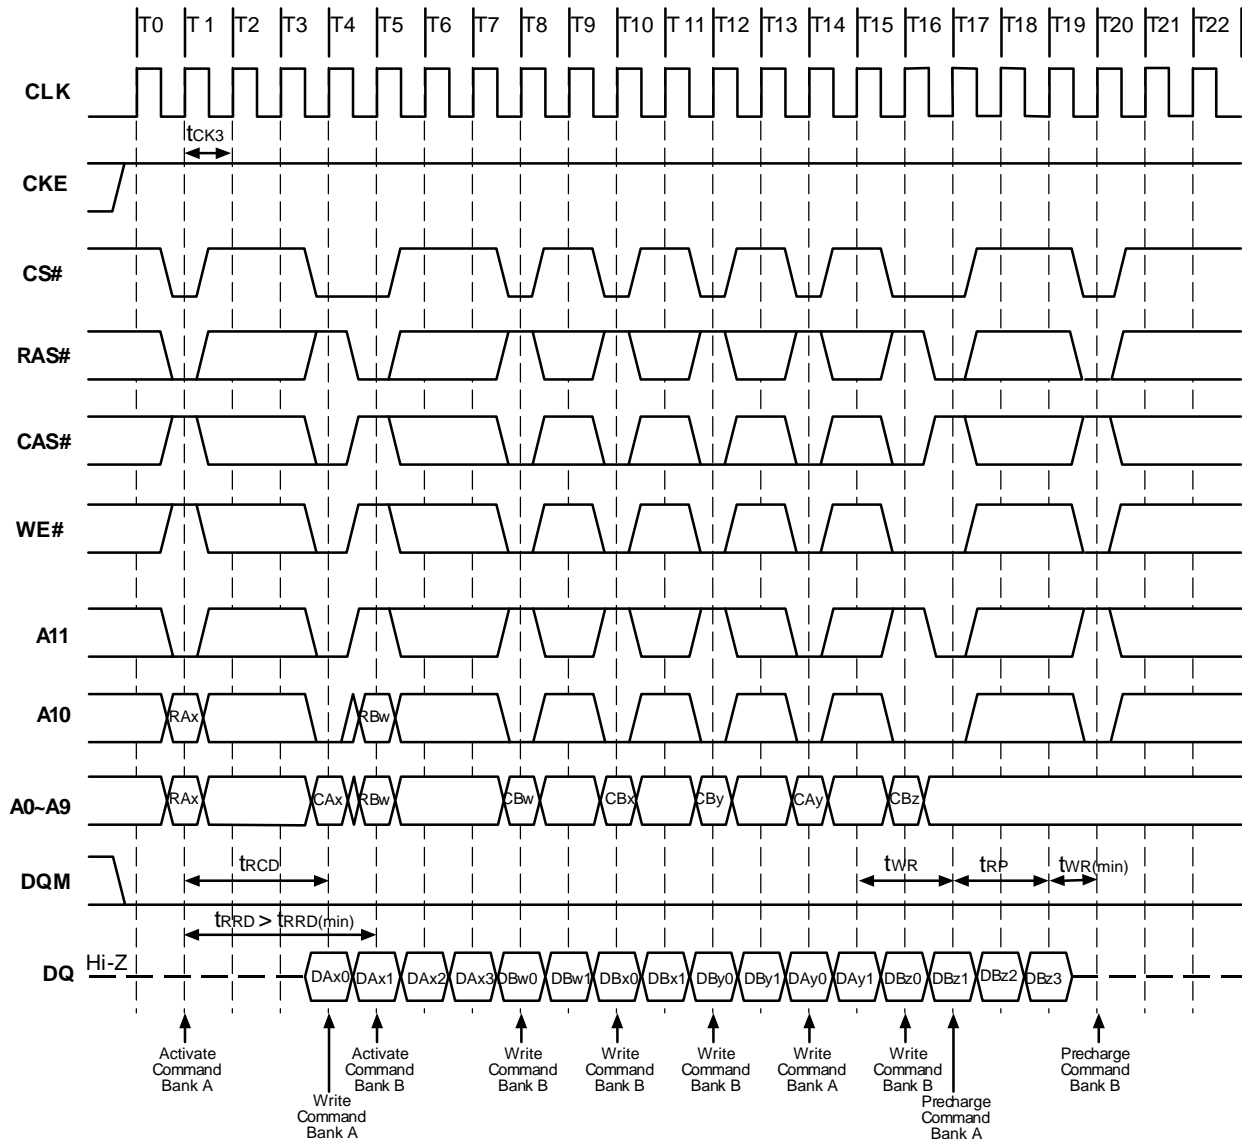 T0 T 1 T2 T3 T4 T5 T6 T7 T8 T9 T10 T 11 T12 T13 T14 T15 T16 T17 T18 T19 T20 T21 T22
CLK
tCK3
CKE
CS#
RAS#
CAS#
WE#
A11
A10 RAx RBw
A0~A9 RAx CAx RBw CBw CBx CBy CAy CBz
DQM tRCD tWR tRP tWR(min)
tRRD > tRRD(min)
DQ Hi-Z DAx0 DAx1 DAx2 DAx3 DBw0 DBw1 DBx0 DBx1 DBy0 DBy1 DAy0 DAy1 DBz0 DBz1 DBz2 DBz3
Activate
Command
Bank A
Write
Command
Bank A
Activate
Command
Bank B
Write
Command
Bank B
Write
Command
Bank B
Write
Command
Bank B
Write
Command
Bank A
Write
Command
Bank B
Precharge
Command
Bank A
Precharge
Command
Bank B